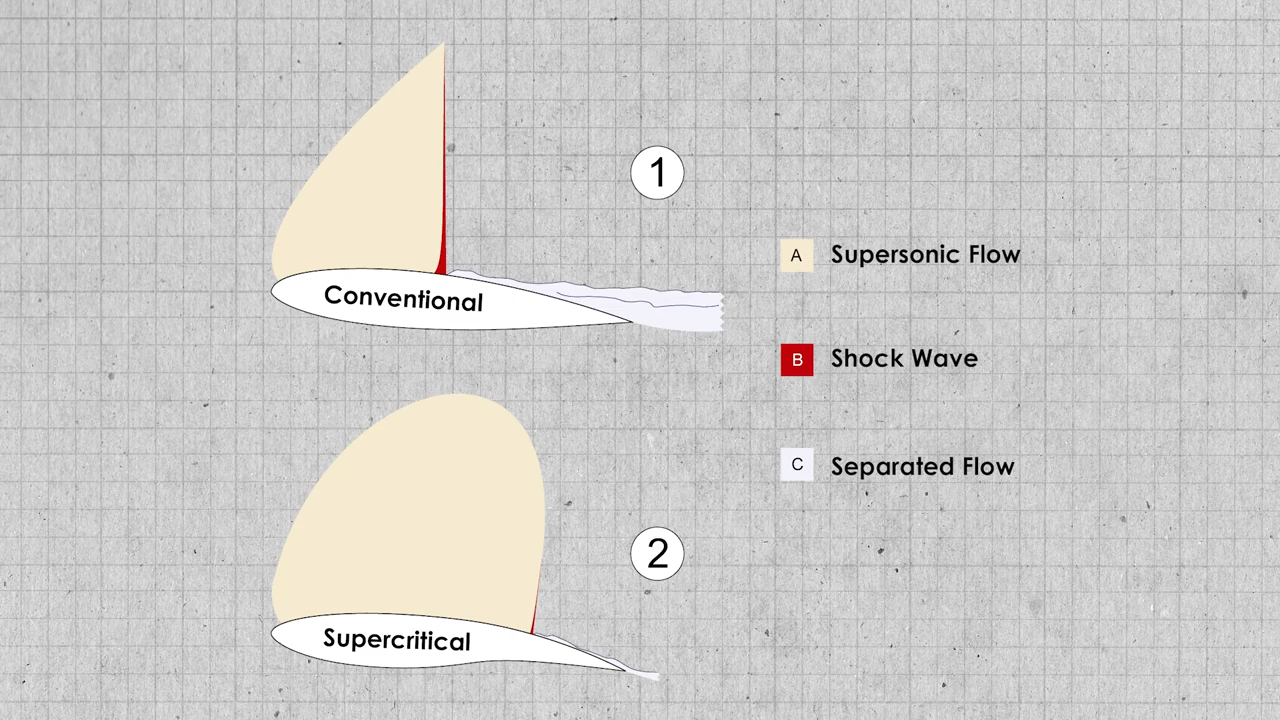 1
Conventional
A Supersonic Flow
B Shock Wave
C Separated Flow
2
Supercritical